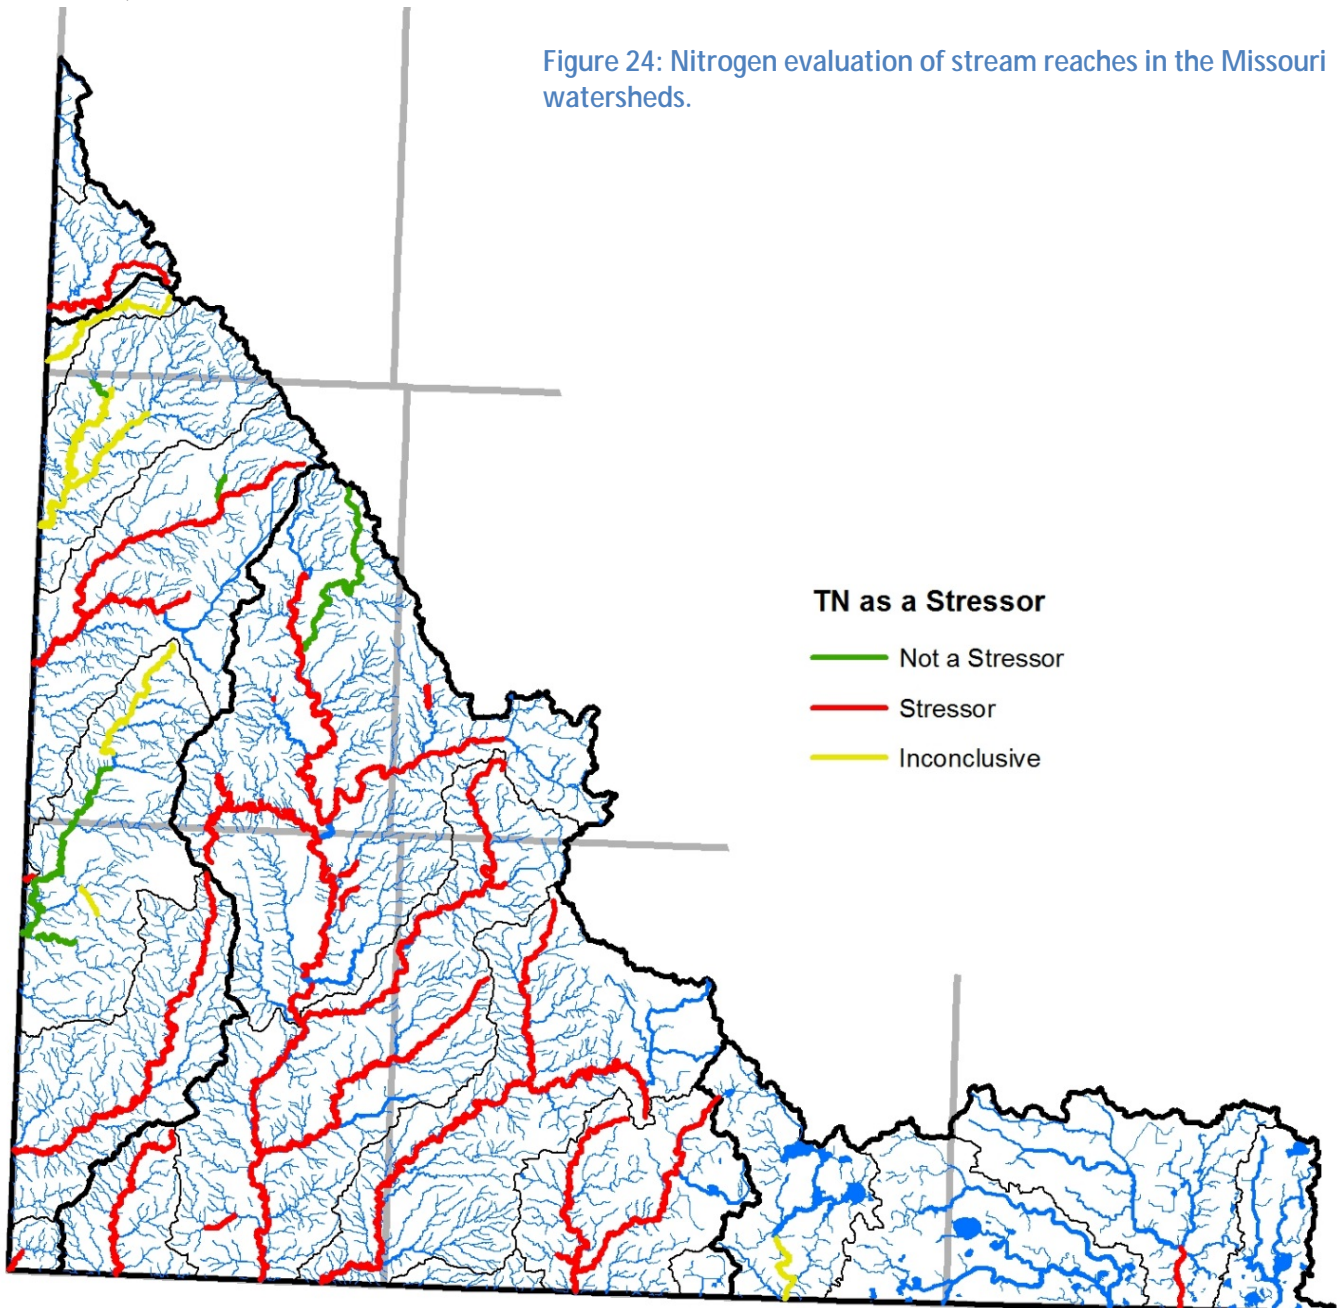 Figure 24: Nitrogen evaluation of stream reaches in the Missouri
watersheds.
TN as a Stressor
Not a Stressor
Stressor
Inconclusive